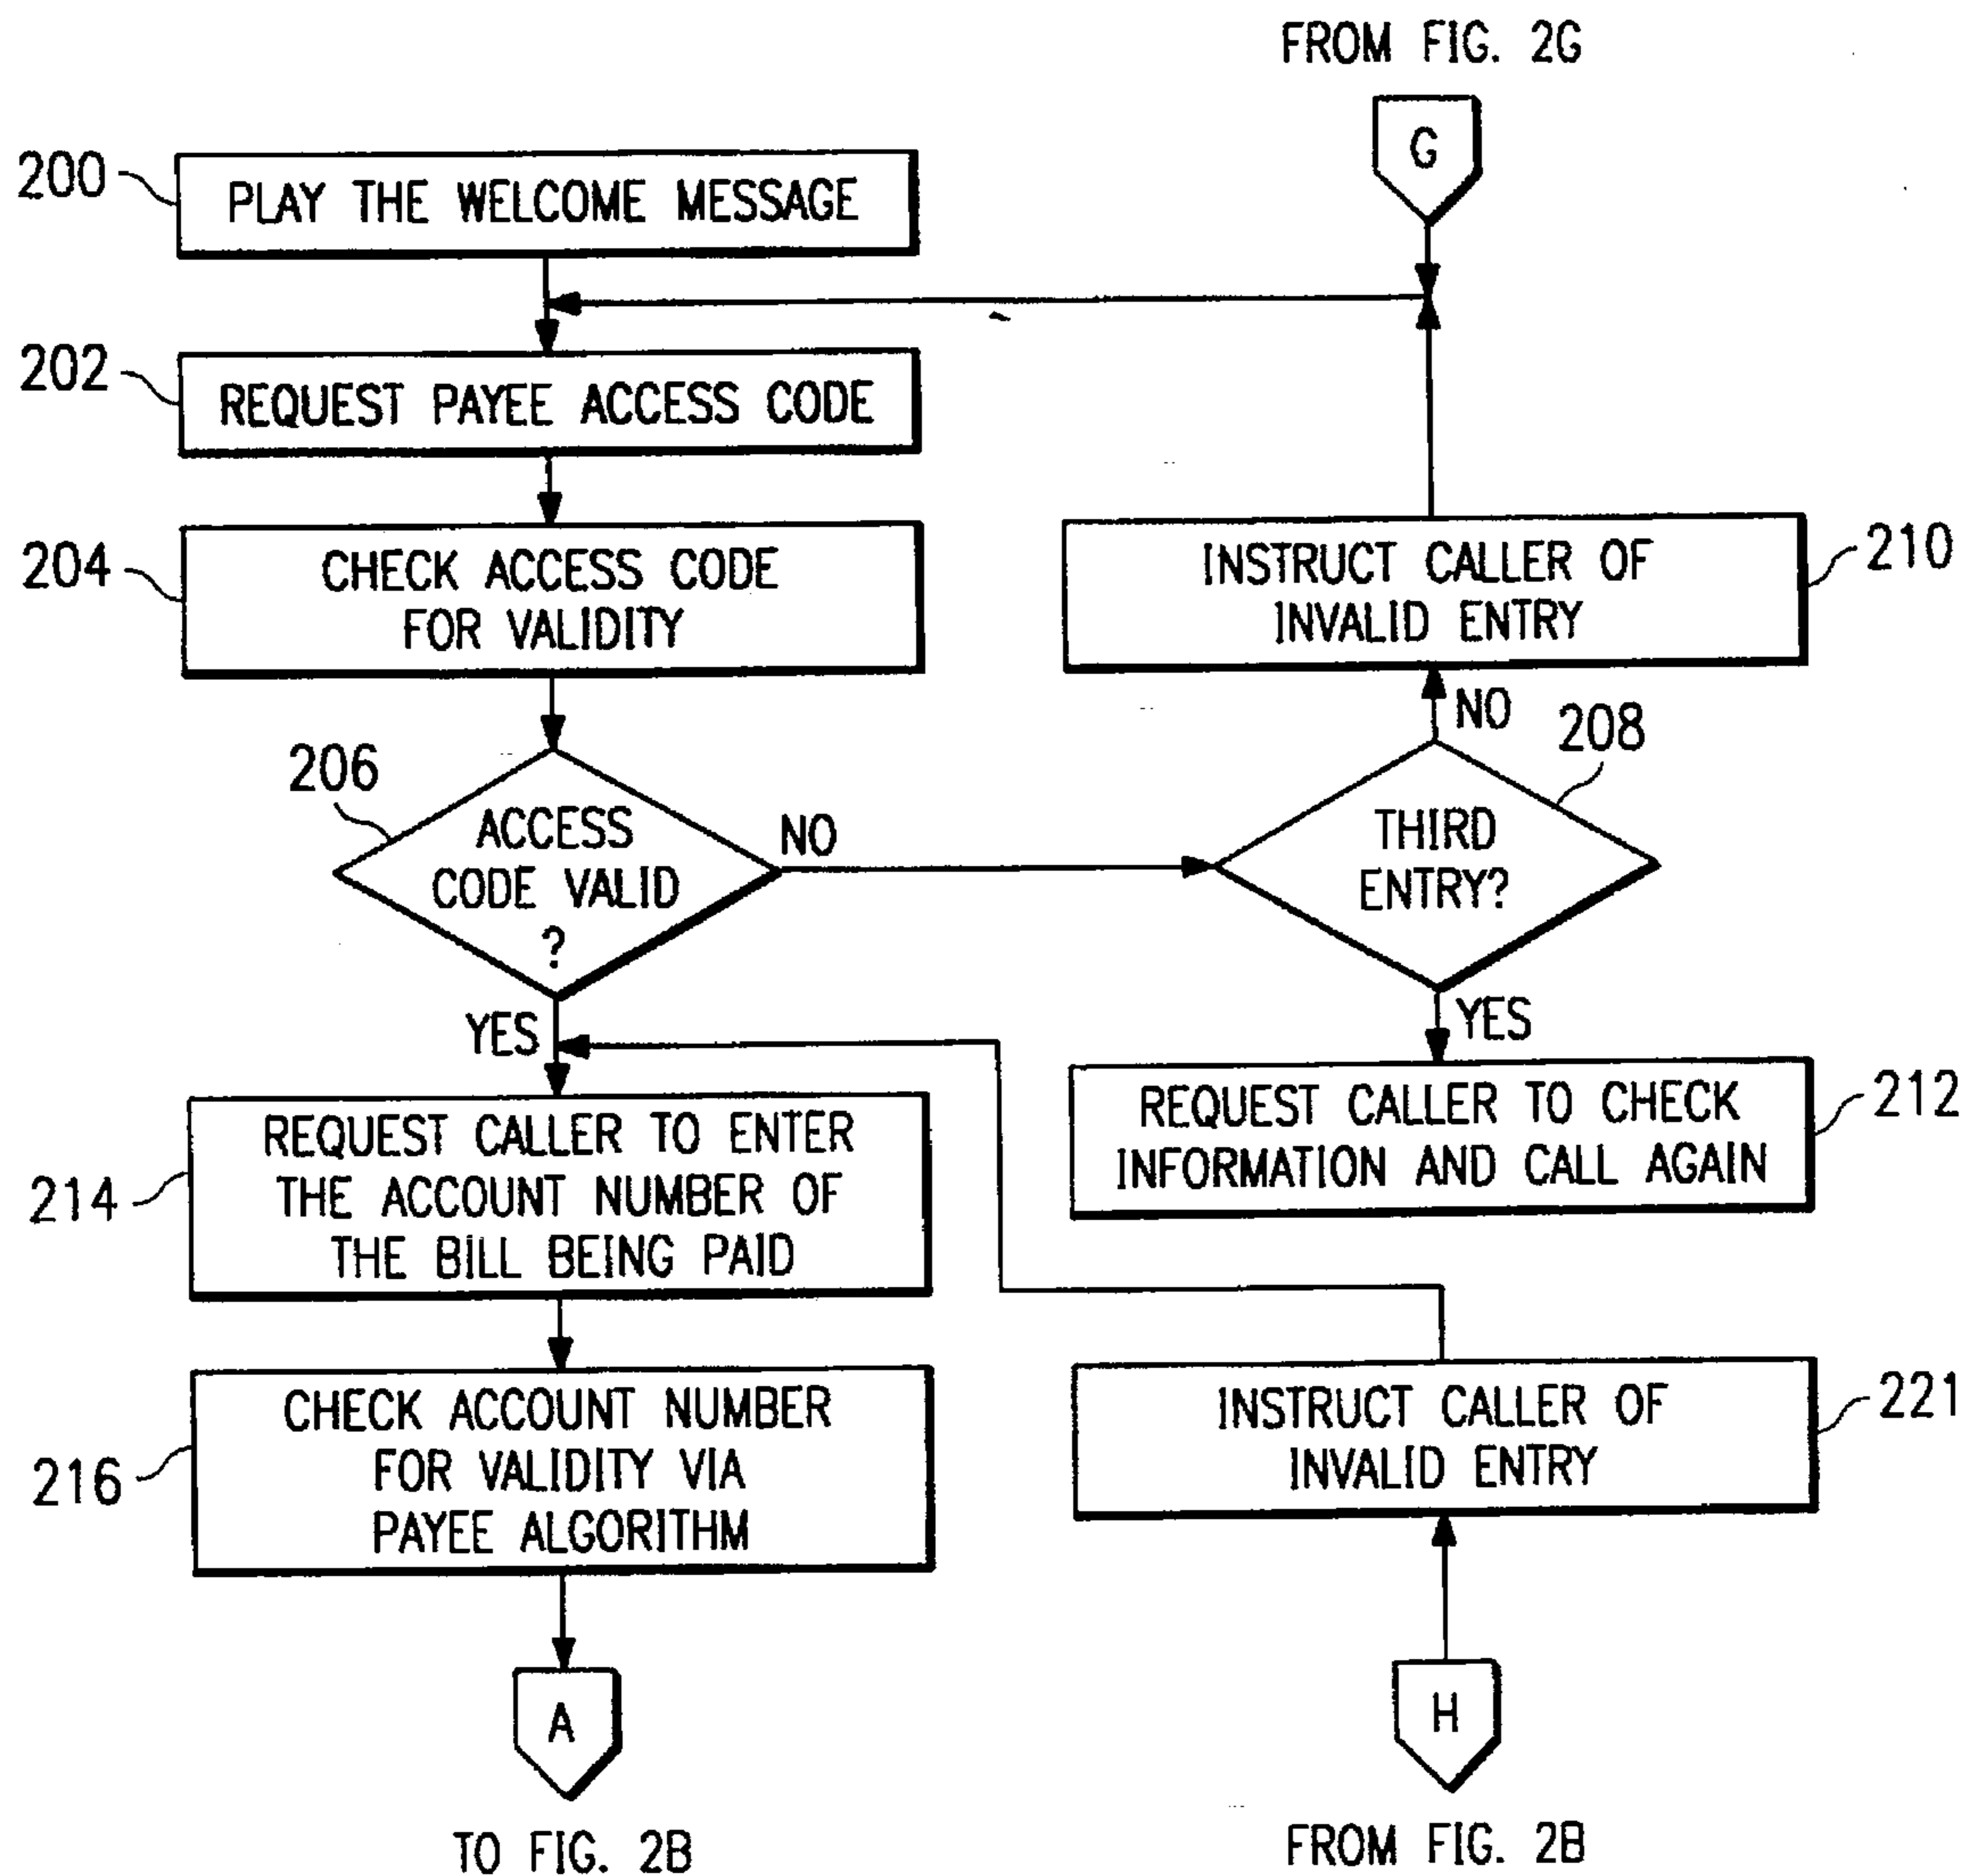 FROM FIG. 2G
G
200
PLAY THE WELCOME MESSAGE
202
REQUEST PAYEE ACCESS CODE
204
CHECK ACCESS CODE
FOR VALIDITY
210
INSTRUCT CALLER OF
INVALID ENTRY
206
ACCESS
CODE VALID
?
NO
NO
208
THIRD
ENTRY?
YES
YES
214
REQUEST CALLER TO ENTER
THE ACCOUNT NUMBER OF
THE BILL BEING PAID
212
REQUEST CALLER TO CHECK
INFORMATION AND CALL AGAIN
216
CHECK ACCOUNT NUMBER
FOR VALIDITY VIA
PAYEE ALGORITHM
221
INSTRUCT CALLER OF
INVALID ENTRY
A
TO FIG. 2B
H
FROM FIG. 2B